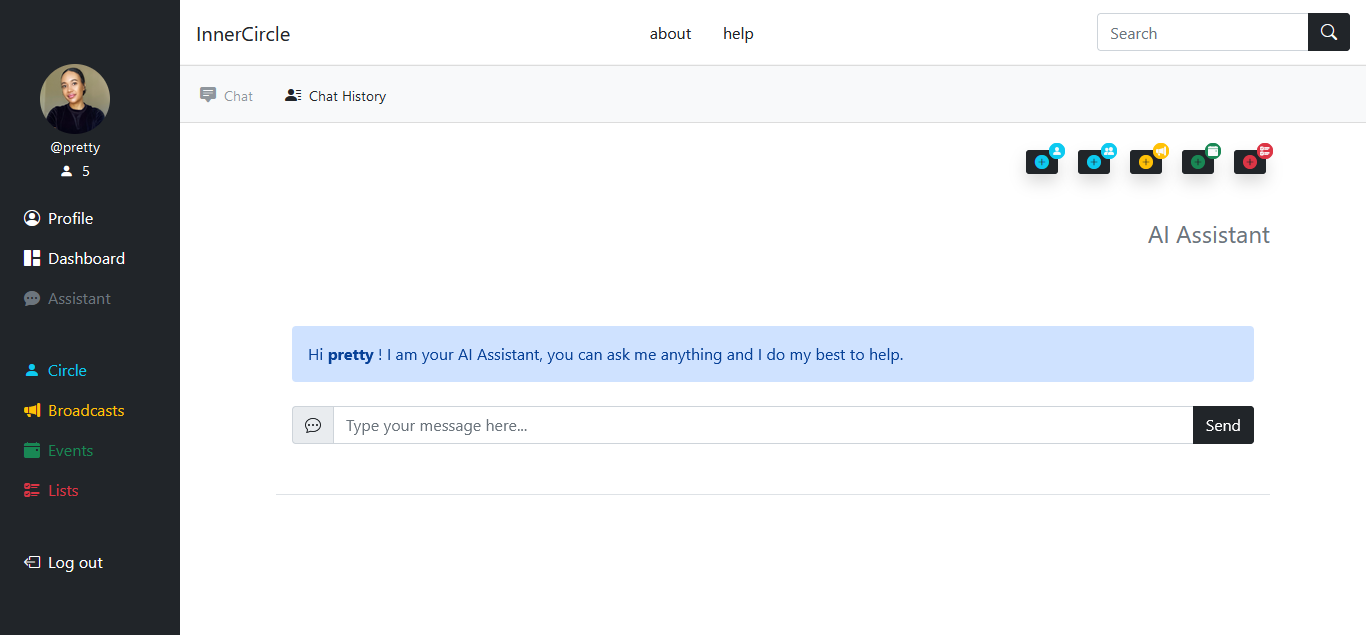 InnerCircle
about
help
Search
@pretty
5
Profile
Dashboard
Assistant
Circle
Broadcasts
Events
Lists
Log out
Chat
Chat History
AI Assistant
Hi pretty ! I am your AI Assistant, you can ask me anything and I do my best to help.
Type your message here...
Send